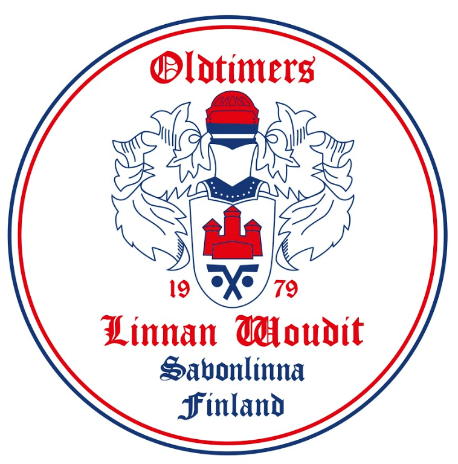 Oldtimers
19 79
Linnan Woudit
Savonlinna
Finland